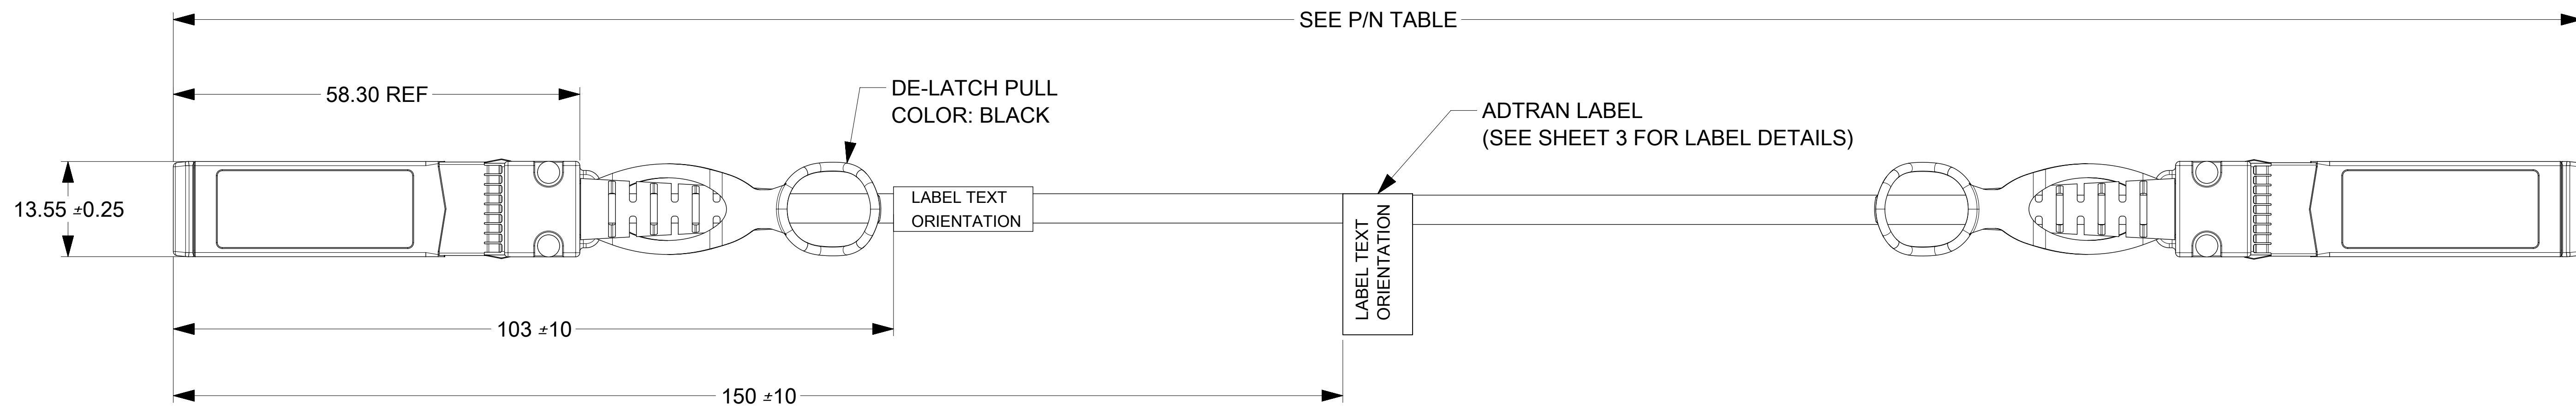 SEE P/N TABLE
58.30 REF
DE-LATCH PULL
COLOR: BLACK
ADTRAN LABEL
(SEE SHEET 3 FOR LABEL DETAILS)
13.55 ±0.25
LABEL TEXT
ORIENTATION
LABEL TEXT
ORIENTATION
103 ±10
150 ±10